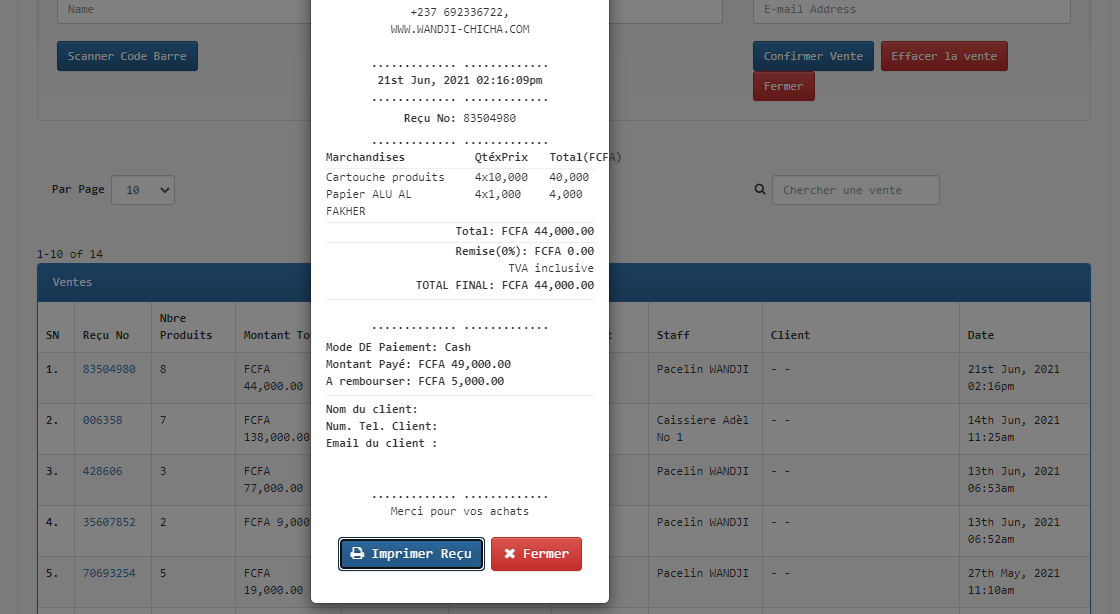 Name
E-mail Address
Scanner Code Barre
Confirmer Vente
Effacer la vente
Fermer
+237 692336722,
WWW.WANDJI-CHICHA.COM
............. .............
21st Jun, 2021 02:16:09pm
............. .............
Reçu No: 83504980
............. .............
Marchandises QtéxPrix Total(FCFA)
Cartouche produits 4x10,000 40,000
Papier ALU AL 4x1,000 4,000
FAKHER
Total: FCFA 44,000.00
Remise(0%): FCFA 0.00
TVA inclusive
TOTAL FINAL: FCFA 44,000.00
............. .............
Mode DE Paiement: Cash
Montant Payé: FCFA 49,000.00
A rembourser: FCFA 5,000.00
Nom du client:
Num. Tel. Client:
Email du client :
............. .............
Merci pour vos achats
Imprimer Reçu
Fermer
Par Page 10
Chercher une vente
1-10 of 14
Ventes
SN Reçu No Nbre Produits Montant Staff Client Date
1. 83504980 8 FCFA 44,000.00 Pacelin WANDJI - - 21st Jun, 2021 02:16pm
2. 006358 7 FCFA 138,000.00 Caissiere Adèl No 1 - - 14th Jun, 2021 11:25am
3. 428606 3 FCFA 77,000.00 Pacelin WANDJI - - 13th Jun, 2021 06:53am
4. 35607852 2 FCFA 9,000 Pacelin WANDJI - - 13th Jun, 2021 06:52am
5. 70693254 5 FCFA 19,000.00 Pacelin WANDJI - - 27th May, 2021 11:10am